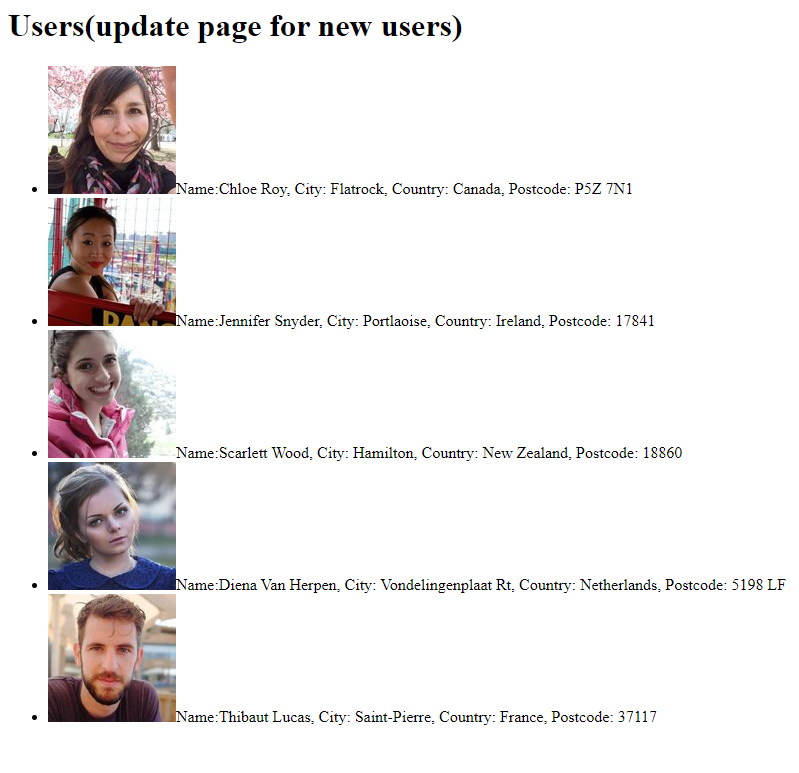 Users(update page for new users)
Name:Chloe Roy, City: Flatrock, Country: Canada, Postcode: P5Z 7N1
Name:Jennifer Snyder, City: Portlaoise, Country: Ireland, Postcode: 17841
Name:Scarlett Wood, City: Hamilton, Country: New Zealand, Postcode: 18860
Name:Diena Van Herpen, City: Vondelingenplaat Rt, Country: Netherlands, Postcode: 5198 LF
Name:Thibaut Lucas, City: Saint-Pierre, Country: France, Postcode: 37117